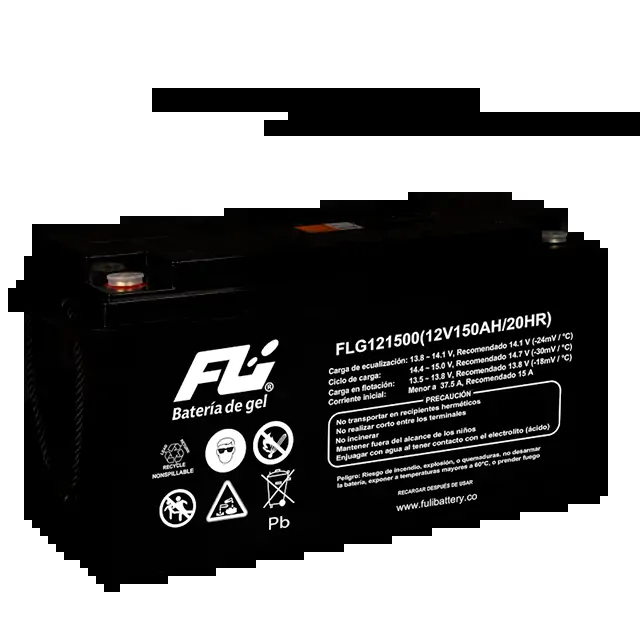 FLI®
Batería de gel
LEAD
RECYCLE
NONSPILLABLE
Pb
FLG121500(12V150AH/20HR)
Carga de ecualización: 13.8 ~ 14.1 V, Recomendado 14.1 V (-24mV / °C)
Ciclo de carga: 14.4 ~ 15.0 V, Recomendado 14.7 V (-30mV / °C)
Carga en flotación: 13.5 ~ 13.8 V, Recomendado 13.8 V (-18mV / °C)
Corriente inicial: Menor a 37.5 A, Recomendado 15 A
PRECAUCIÓN
No transportar en recipientes herméticos
No realizar corto entre los terminales
No incinerar
Mantener fuera del alcance de los niños
Enjuagar con agua al tener contacto con el electrolito (ácido)
Peligro: Riesgo de incendio, explosión, o quemaduras, no desarmar
la batería, exponer a temperaturas mayores a 60°C, o prender fuego
RECARGAR DESPUÉS DE USAR
www.fulibattery.co